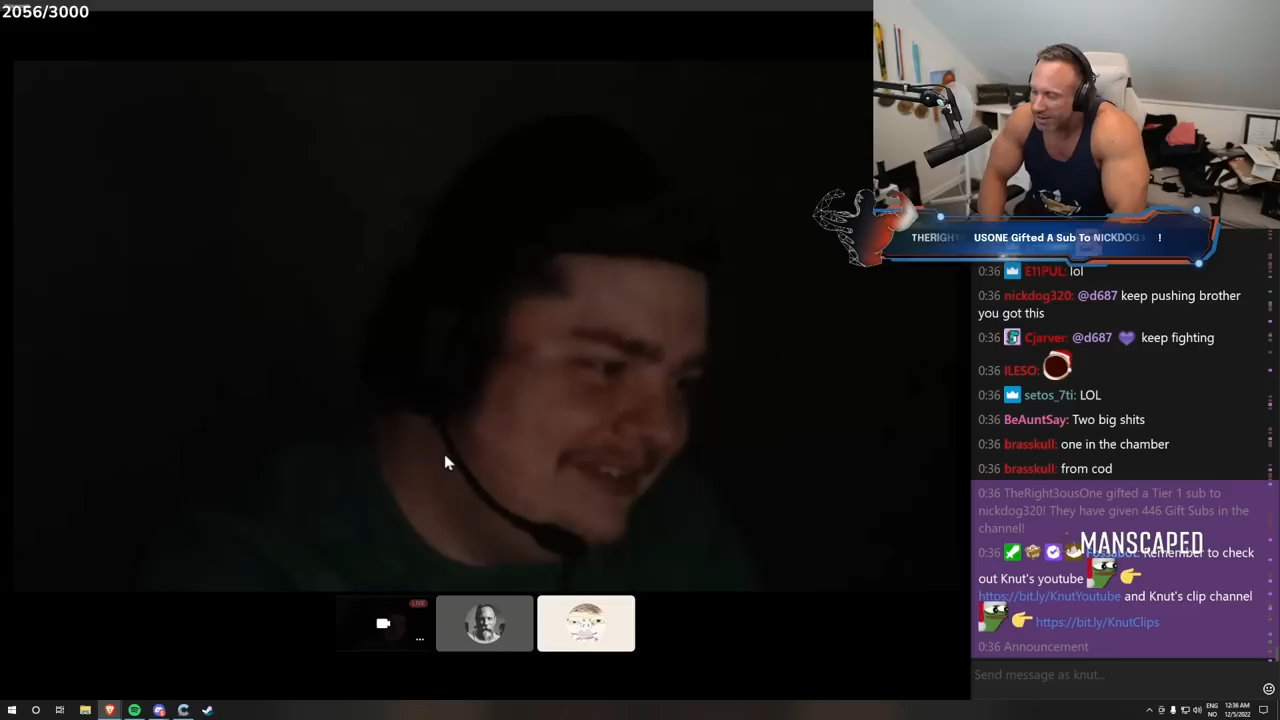 2056/3000
LIVE
THERIGH USONE Gifted A Sub To NICKDOG !
0:36 E11PUL: lol
0:36 nickdog320: @d687 keep pushing brother
you got this
0:36 Cjarver: @d687 keep fighting
0:36 ILESO:
0:36 setos_7ti: LOL
0:36 BeAuntSay: Two big shits
0:36 brasskull: one in the chamber
0:36 brasskull: from cod
0:36 TheRight3ousOne gifted a Tier 1 sub to
nickdog320! They have given 446 Gift Subs in the
channel!
MANSCAPED
0:36 FossaBot: Remember to check
out Knut's youtube
https://bit.ly/KnutYoutube and Knut's clip channel
https://bit.ly/KnutClips
0:36 Announcement
Send message as knut...
ENG 12:36 AM
NO 12/5/2022